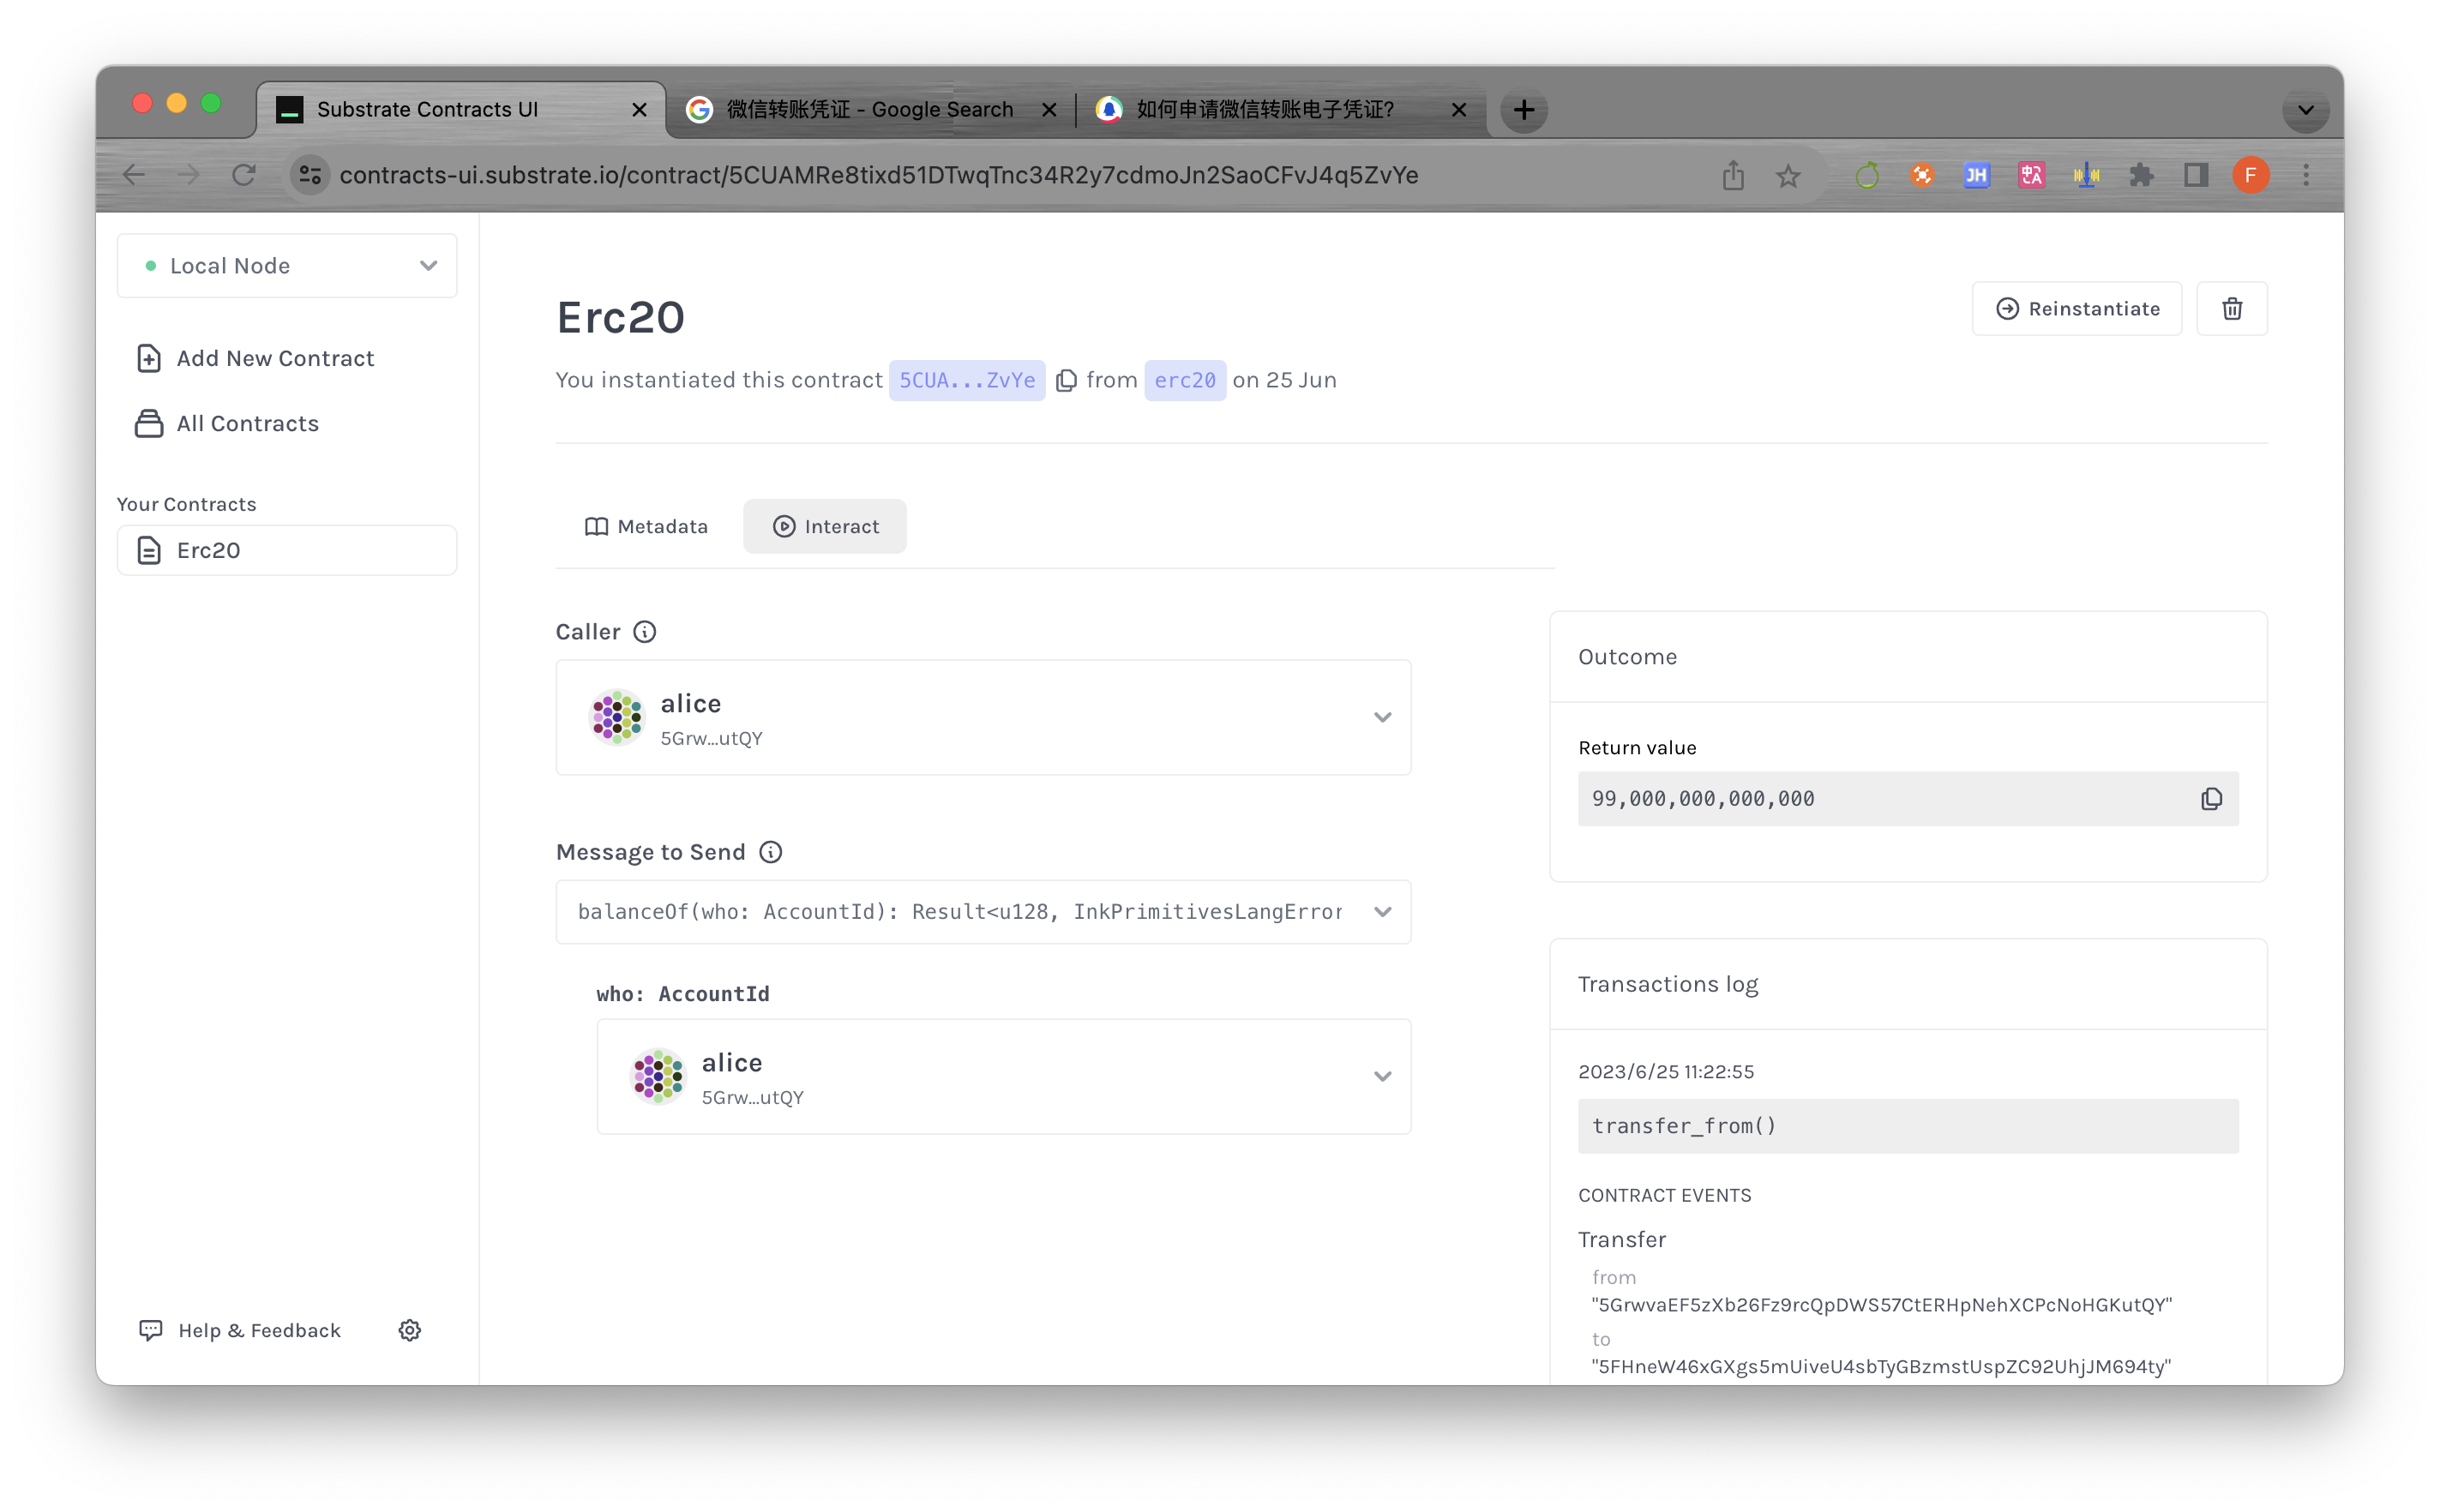 Substrate Contracts UI
微信转账凭证 - Google Search
如何申请微信转账电子凭证?
contracts-ui.substrate.io/contract/5CUAMRe8tixd51DTwqTnc34R2y7cdmoJn2SaoCFvJ4q5ZvYe
JH
中A
F
Local Node
Add New Contract
All Contracts
Your Contracts
Erc20
Help & Feedback
Erc20
You instantiated this contract 5CUA...ZvYe from erc20 on 25 Jun
Reinstantiate
Metadata
Interact
Caller
alice
5Grw...utQY
Message to Send
balanceOf(who: AccountId): Result<u128, InkPrimitivesLangError
who: AccountId
alice
5Grw...utQY
Outcome
Return value
99,000,000,000,000
Transactions log
2023/6/25 11:22:55
transfer_from()
CONTRACT EVENTS
Transfer
from
"5GrwvaEF5zXb26Fz9rcQpDWS57CtERHpNehXCPcNoHGKutQY"
to
"5FHneW46xGXgs5mUiveU4sbTyGBzmstUspZC92UhjJM694ty"